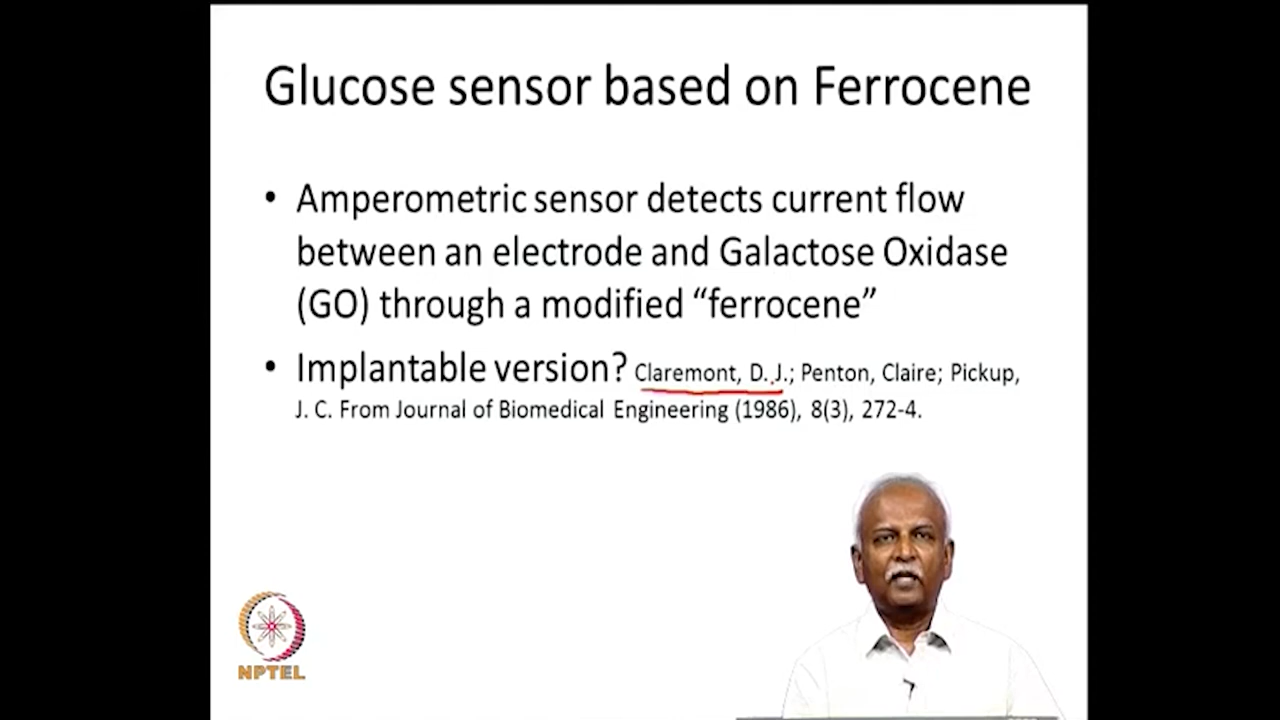 Glucose sensor based on Ferrocene
• Amperometric sensor detects current flow
between an electrode and Galactose Oxidase
(GO) through a modified “ferrocene”
• Implantable version? Claremont, D. J.; Penton, Claire; Pickup,
J. C. From Journal of Biomedical Engineering (1986), 8(3), 272-4.
NPTEL